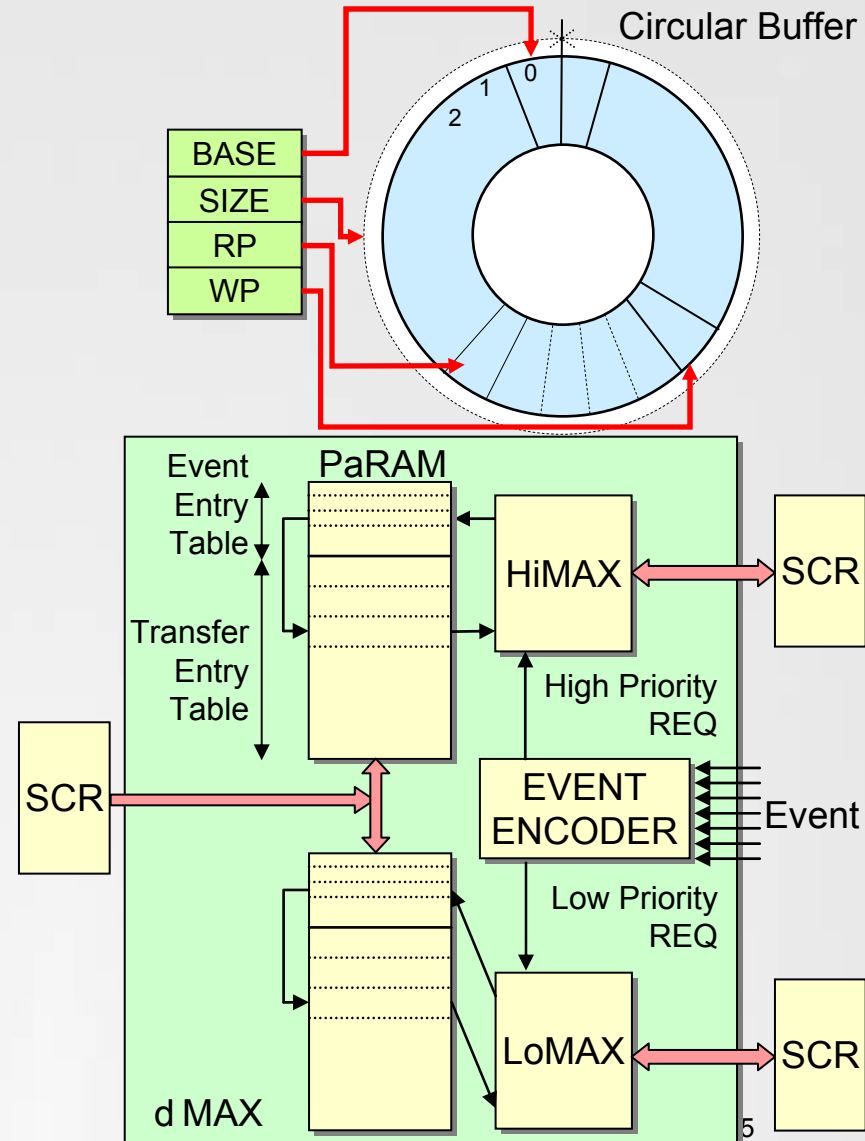 Circular Buffer
0
1
2
BASE
SIZE
RP
WP
Event
Entry
Table
PaRAM
HiMAX
SCR
Transfer
Entry
Table
High Priority
REQ
SCR
EVENT
ENCODER
Event
Low Priority
REQ
LoMAX
SCR
d MAX
5